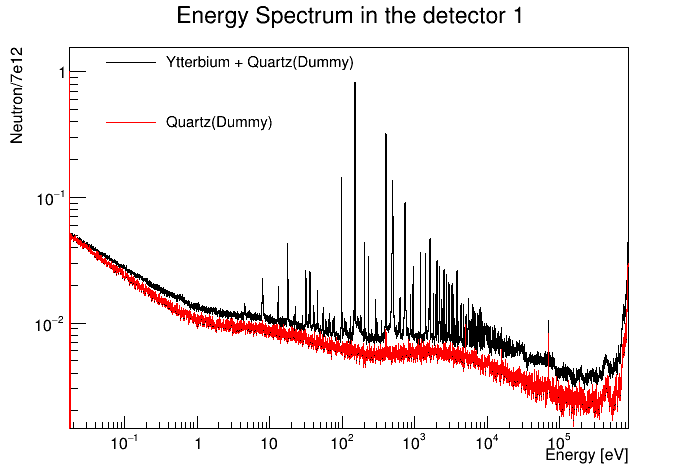 Energy Spectrum in the detector 1
Neutron/7e12
Ytterbium + Quartz(Dummy)
Quartz(Dummy)
1
10⁻¹
10⁻²
10⁻¹ 1 10 10² 10³ 10⁴ 10⁵
Energy [eV]